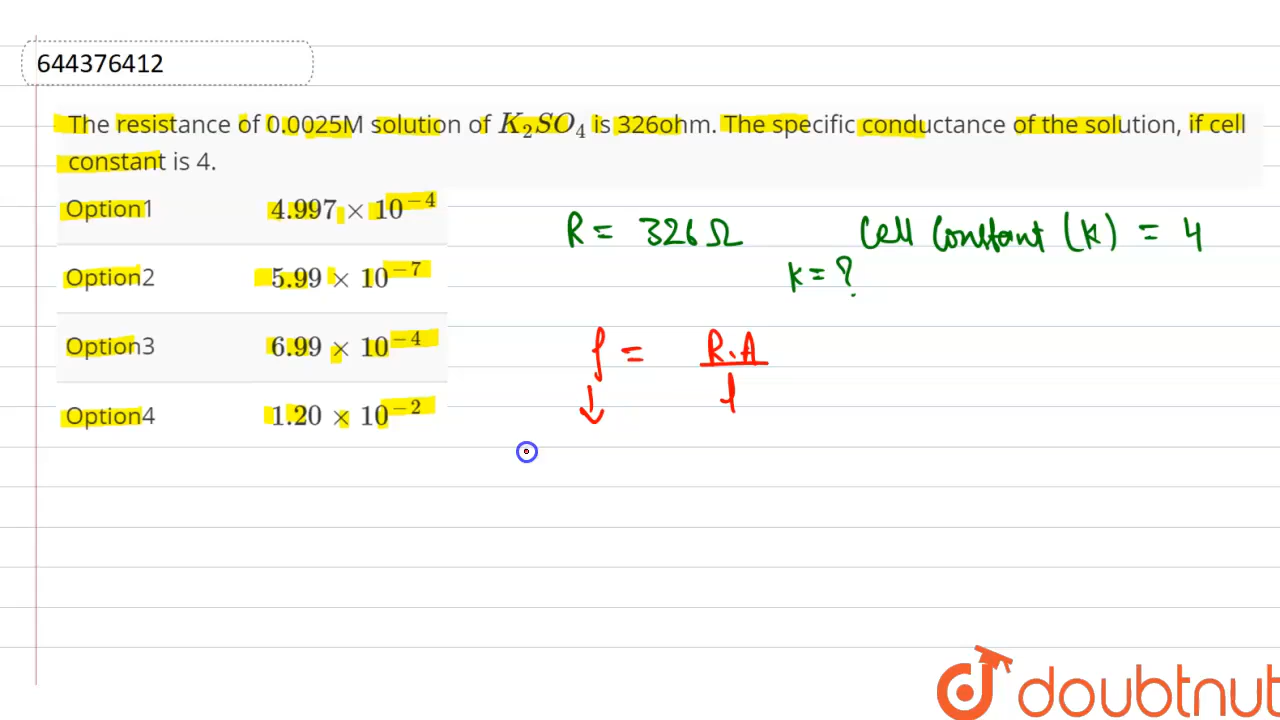 644376412
The resistance of 0.0025M solution of K₂SO₄ is 326ohm. The specific conductance of the solution, if cell
constant is 4.
Option1 4.997 × 10⁻⁴
Option2 5.99 × 10⁻⁷
Option3 6.99 × 10⁻⁴
Option4 1.20 × 10⁻²
R = 326 Ω Cell Constant (K) = 4
K = ?
ρ = R.A / l
doubtnut